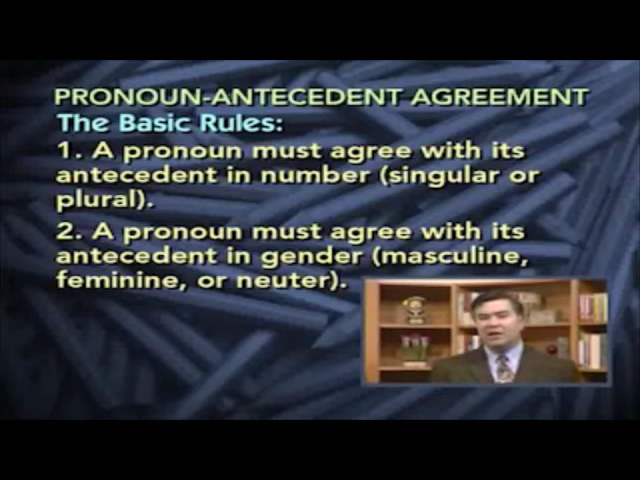 PRONOUN-ANTECEDENT AGREEMENT
The Basic Rules:
1. A pronoun must agree with its
antecedent in number (singular or
plural).
2. A pronoun must agree with its
antecedent in gender (masculine,
feminine, or neuter).